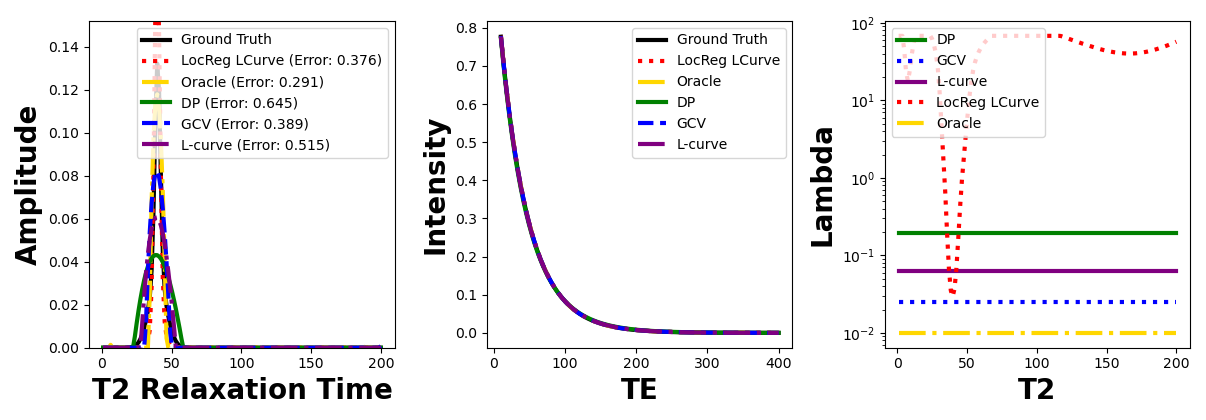 Amplitude
0.14
0.12
0.10
0.08
0.06
0.04
0.02
0.00
Ground Truth
LocReg LCurve (Error: 0.376)
Oracle (Error: 0.291)
DP (Error: 0.645)
GCV (Error: 0.389)
L-curve (Error: 0.515)
0 50 100 150 200
T2 Relaxation Time
Intensity
0.8
0.7
0.6
0.5
0.4
0.3
0.2
0.1
0.0
Ground Truth
LocReg LCurve
Oracle
DP
GCV
L-curve
0 100 200 300 400
TE
Lambda
10²
10¹
10⁰
10⁻¹
10⁻²
DP
GCV
L-curve
LocReg LCurve
Oracle
0 50 100 150 200
T2